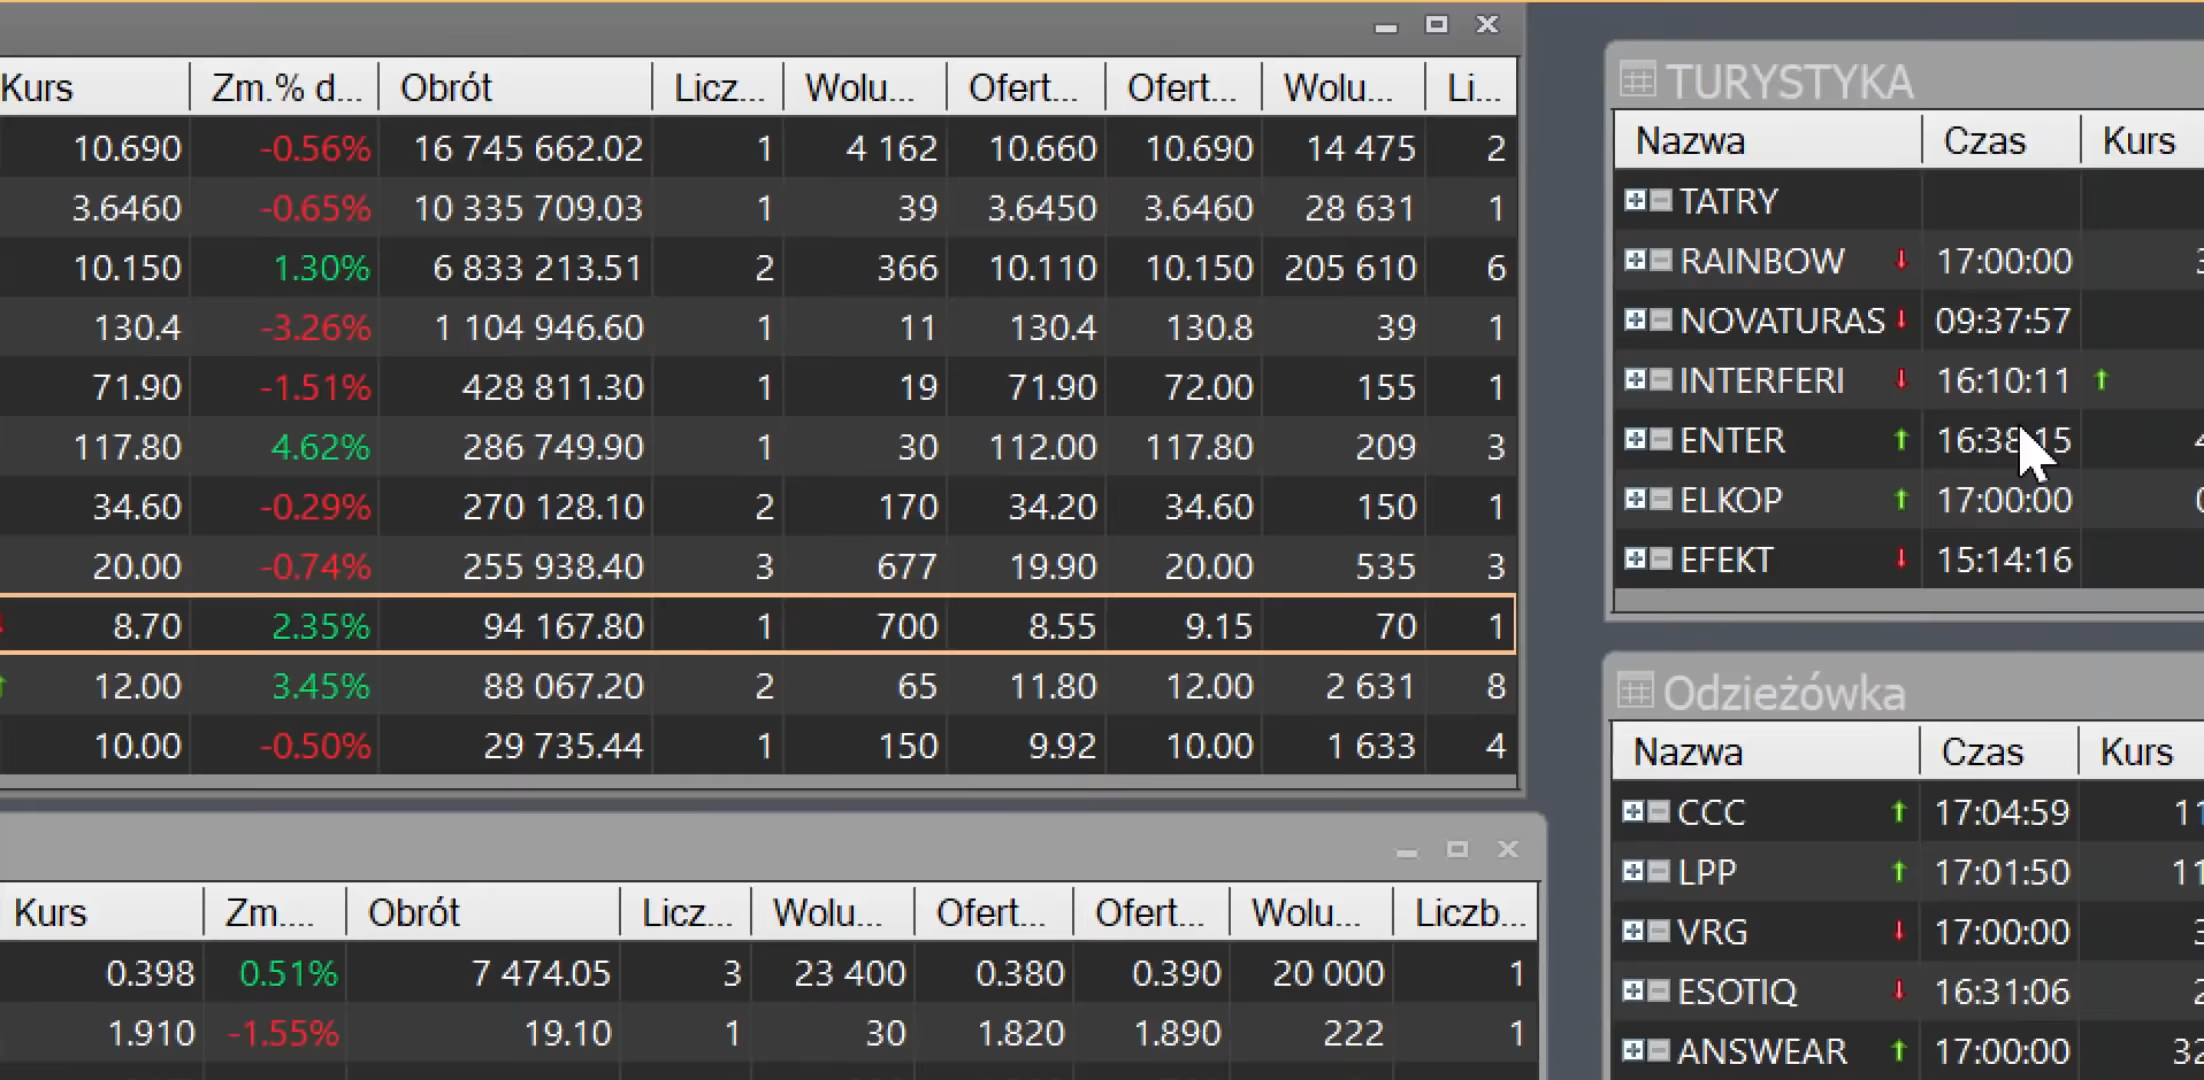 Kurs Zm.% d... Obrót Licz... Wolu... Ofert... Ofert... Wolu... Li...
10.690 -0.56% 16 745 662.02 1 4 162 10.660 10.690 14 475 2
3.6460 -0.65% 10 335 709.03 1 39 3.6450 3.6460 28 631 1
10.150 1.30% 6 833 213.51 2 366 10.110 10.150 205 610 6
130.4 -3.26% 1 104 946.60 1 11 130.4 130.8 39 1
71.90 -1.51% 428 811.30 1 19 71.90 72.00 155 1
117.80 4.62% 286 749.90 1 30 112.00 117.80 209 3
34.60 -0.29% 270 128.10 2 170 34.20 34.60 150 1
20.00 -0.74% 255 938.40 3 677 19.90 20.00 535 3
8.70 2.35% 94 167.80 1 700 8.55 9.15 70 1
12.00 3.45% 88 067.20 2 65 11.80 12.00 2 631 8
10.00 -0.50% 29 735.44 1 150 9.92 10.00 1 633 4
Kurs Zm.... Obrót Licz... Wolu... Ofert... Ofert... Wolu... Liczb...
0.398 0.51% 7 474.05 3 23 400 0.380 0.390 20 000 1
1.910 -1.55% 19.10 1 30 1.820 1.890 222 1
TURYSTYKA
Nazwa Czas Kurs
TATRY
RAINBOW 17:00:00
NOVATURAS 09:37:57
INTERFERI 16:10:11
ENTER 16:38:15
ELKOP 17:00:00
EFEKT 15:14:16
Odzieżówka
Nazwa Czas Kurs
CCC 17:04:59
LPP 17:01:50
VRG 17:00:00
ESOTIQ 16:31:06
ANSWEAR 17:00:00